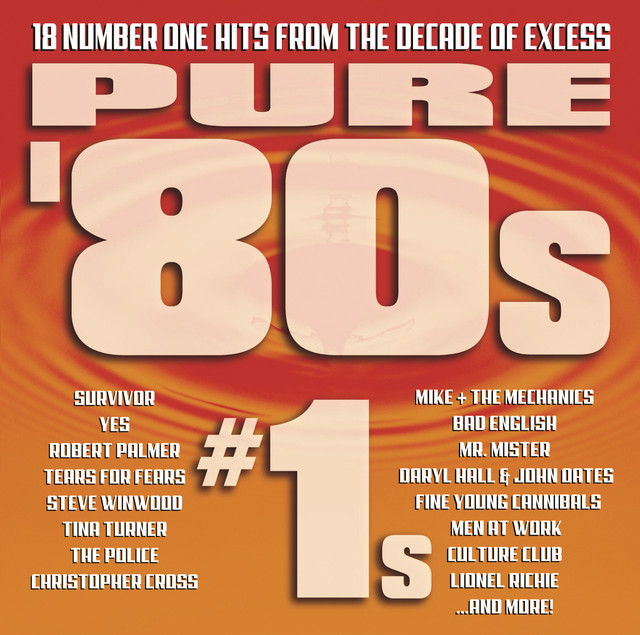 18 NUMBER ONE HITS FROM THE DECADE OF EXCESS
PURE
'80s
#1s
SURVIVOR
YES
ROBERT PALMER
TEARS FOR FEARS
STEVE WINWOOD
TINA TURNER
THE POLICE
CHRISTOPHER CROSS
MIKE + THE MECHANICS
BAD ENGLISH
MR. MISTER
DARYL HALL & JOHN OATES
FINE YOUNG CANNIBALS
MEN AT WORK
CULTURE CLUB
LIONEL RICHIE
...AND MORE!